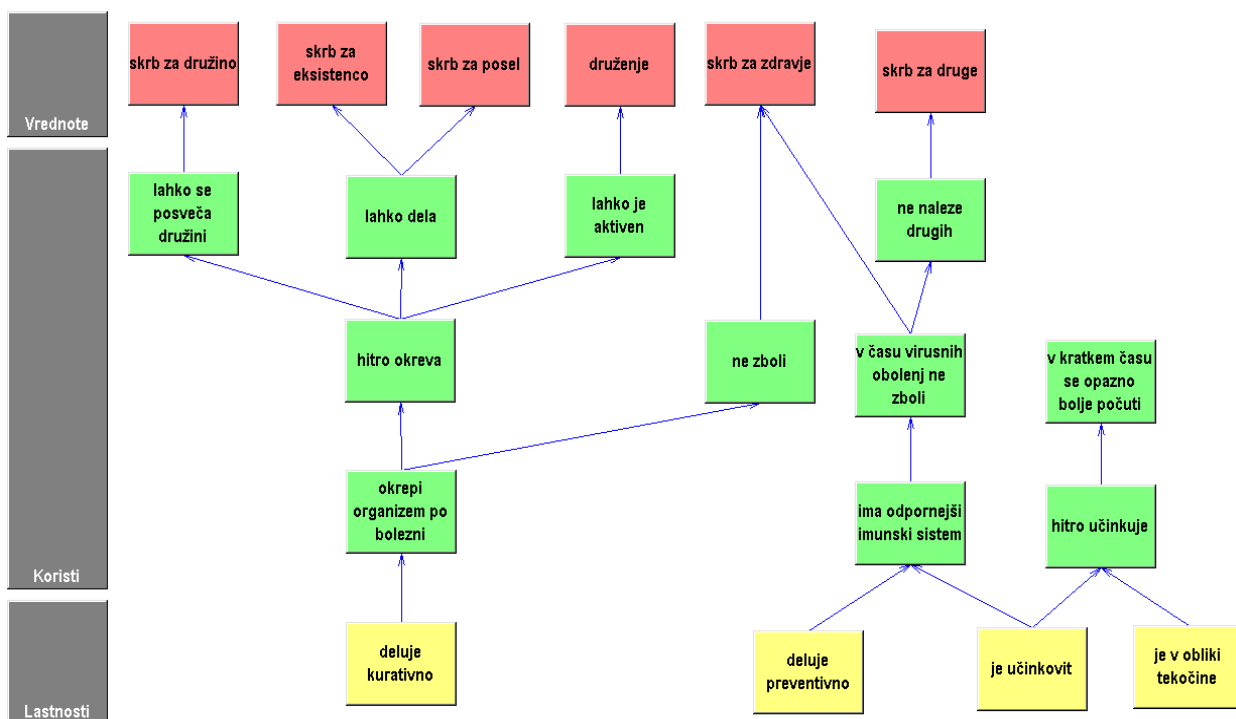 skrb za družino
skrb za
eksistenco
skrb za posel
druženje
skrb za zdravje
skrb za druge
Vrednote
lahko se
posveča
družini
lahko dela
lahko je
aktiven
ne naleze
drugih
hitro okreva
ne zboli
v času virusnih
obolenj ne
zboli
v kratkem času
se opazno
bolje počuti
okrepi
organizem po
bolezni
ima odpornejši
imunski sistem
hitro učinkuje
Koristi
deluje
kurativno
deluje
preventivno
je učinkovit
je v obliki
tekočine
Lastnosti